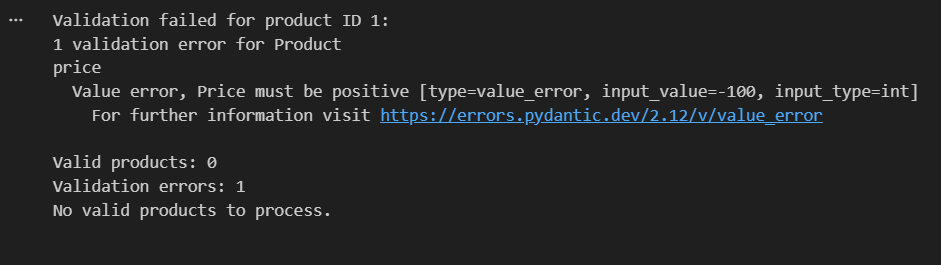 ... Validation failed for product ID 1:
1 validation error for Product
price
Value error, Price must be positive [type=value_error, input_value=-100, input_type=int]
For further information visit https://errors.pydantic.dev/2.12/v/value_error
Valid products: 0
Validation errors: 1
No valid products to process.